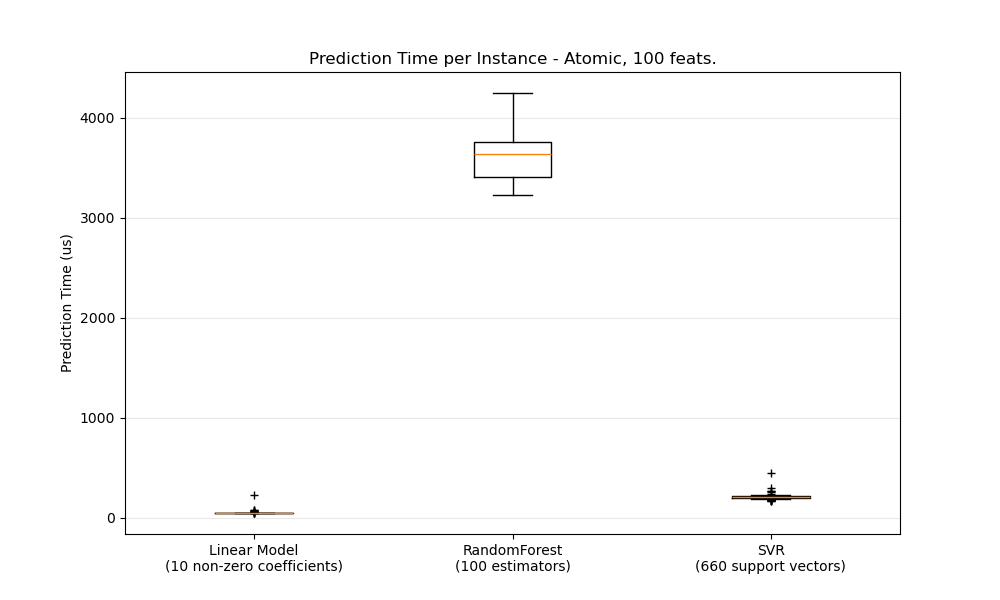 Prediction Time per Instance - Atomic, 100 feats.
Prediction Time (us)
4000
3000
2000
1000
0
Linear Model
(10 non-zero coefficients)
RandomForest
(100 estimators)
SVR
(660 support vectors)